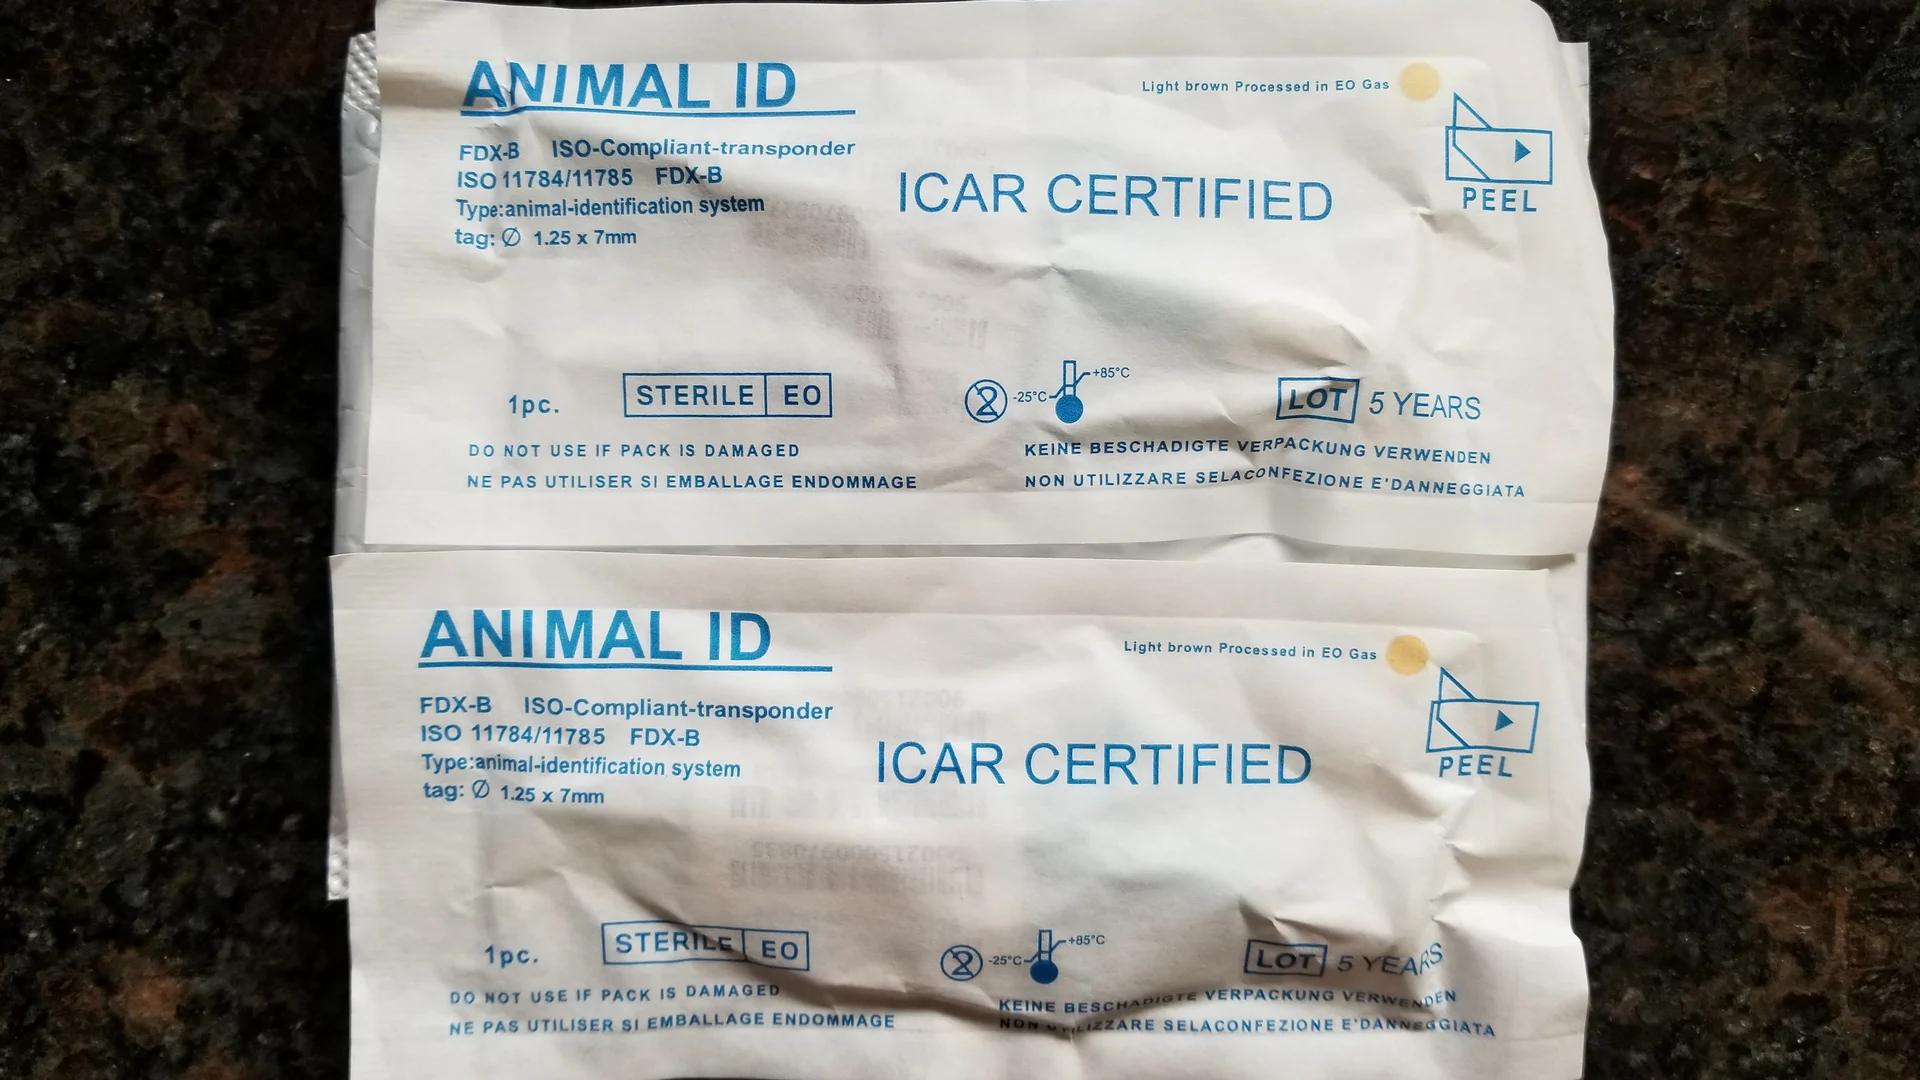 ANIMAL ID
Light brown Processed in EO Gas
FDX-B ISO-Compliant-transponder
ISO 11784/11785 FDX-B
Type:animal-identification system
tag: Ø 1.25 x 7mm
ICAR CERTIFIED
PEEL
1pc.
STERILE EO
2
-25°C
+85°C
LOT 5 YEARS
DO NOT USE IF PACK IS DAMAGED
NE PAS UTILISER SI EMBALLAGE ENDOMMAGE
KEINE BESCHADIGTE VERPACKUNG VERWENDEN
NON UTILIZZARE SELACONFEZIONE E'DANNEGGIATA
ANIMAL ID
Light brown Processed in EO Gas
FDX-B ISO-Compliant-transponder
ISO 11784/11785 FDX-B
Type:animal-identification system
tag: Ø 1.25 x 7mm
ICAR CERTIFIED
PEEL
1pc.
STERILE EO
2
-25°C
+85°C
LOT 5 YEARS
DO NOT USE IF PACK IS DAMAGED
NE PAS UTILISER SI EMBALLAGE ENDOMMAGE
KEINE BESCHADIGTE VERPACKUNG VERWENDEN
NON UTILIZZARE SELACONFEZIONE E'DANNEGGIATA